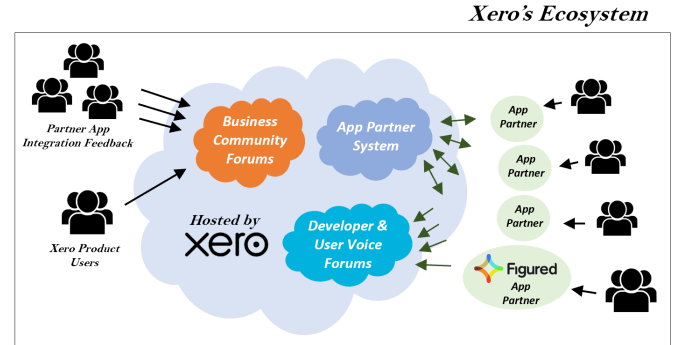 Xero's Ecosystem
Partner App
Integration Feedback
Xero Product
Users
Business
Community
Forums
App Partner
System
Hosted by
xero
Developer &
User Voice
Forums
App
Partner
App
Partner
App
Partner
Figured
App
Partner